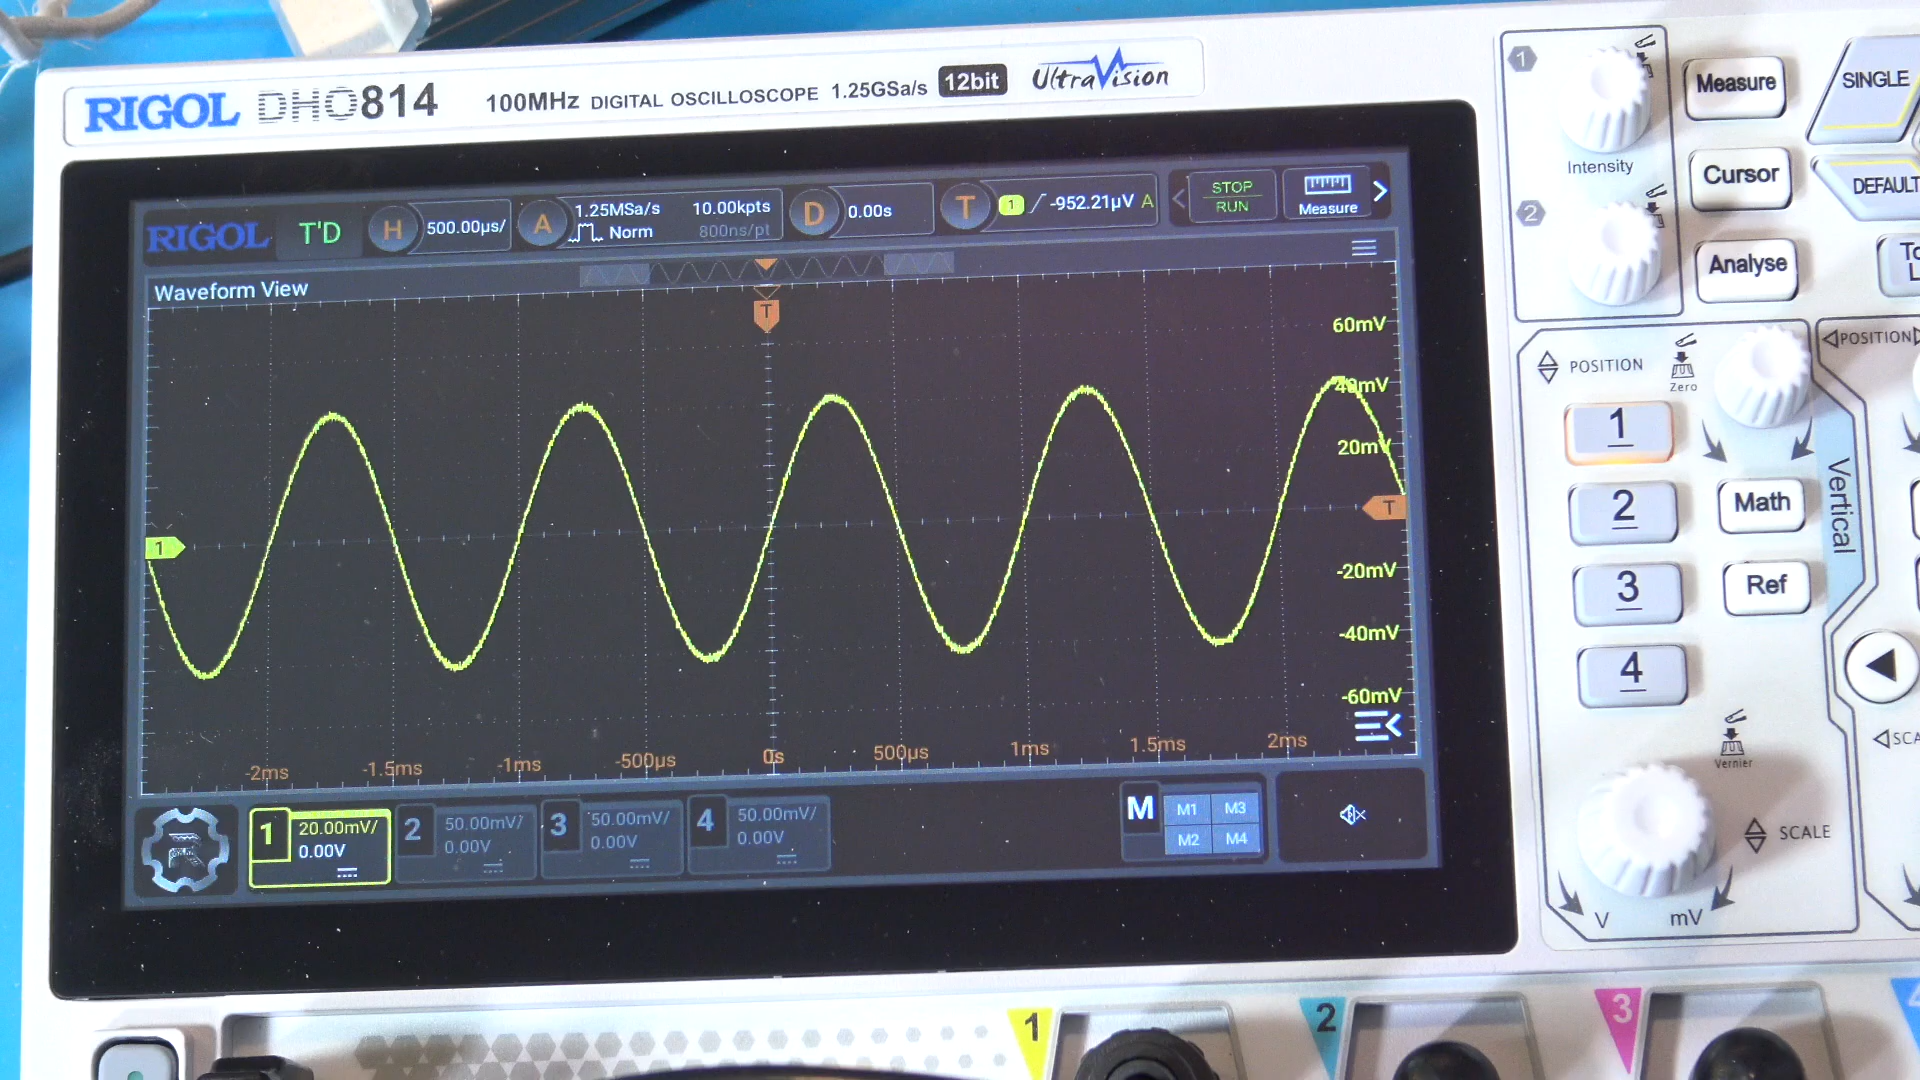 RIGOL DHO814 100MHz DIGITAL OSCILLOSCOPE 1.25GSa/s 12bit UltraVision
RIGOL T'D H 500.00µs/ A 1.25MSa/s 10.00kpts D 0.00s T 1 -952.21µV A STOP RUN Measure
Norm 800ns/pt
Waveform View
T
60mV
40mV
20mV
T
1
-20mV
-40mV
-60mV
-2ms -1.5ms -1ms -500µs 0s 500µs 1ms 1.5ms 2ms
1 20.00mV/ 2 50.00mV/ 3 50.00mV/ 4 50.00mV/ M M1 M3
0.00V 0.00V 0.00V 0.00V M2 M4
1
Intensity
2
Measure
Cursor
Analyse
SINGLE
DEFAULT
POSITION
Zero
POSITION
1
2
3
4
Math
Ref
Vertical
Vernier
SCALE
V mV
1 2 3